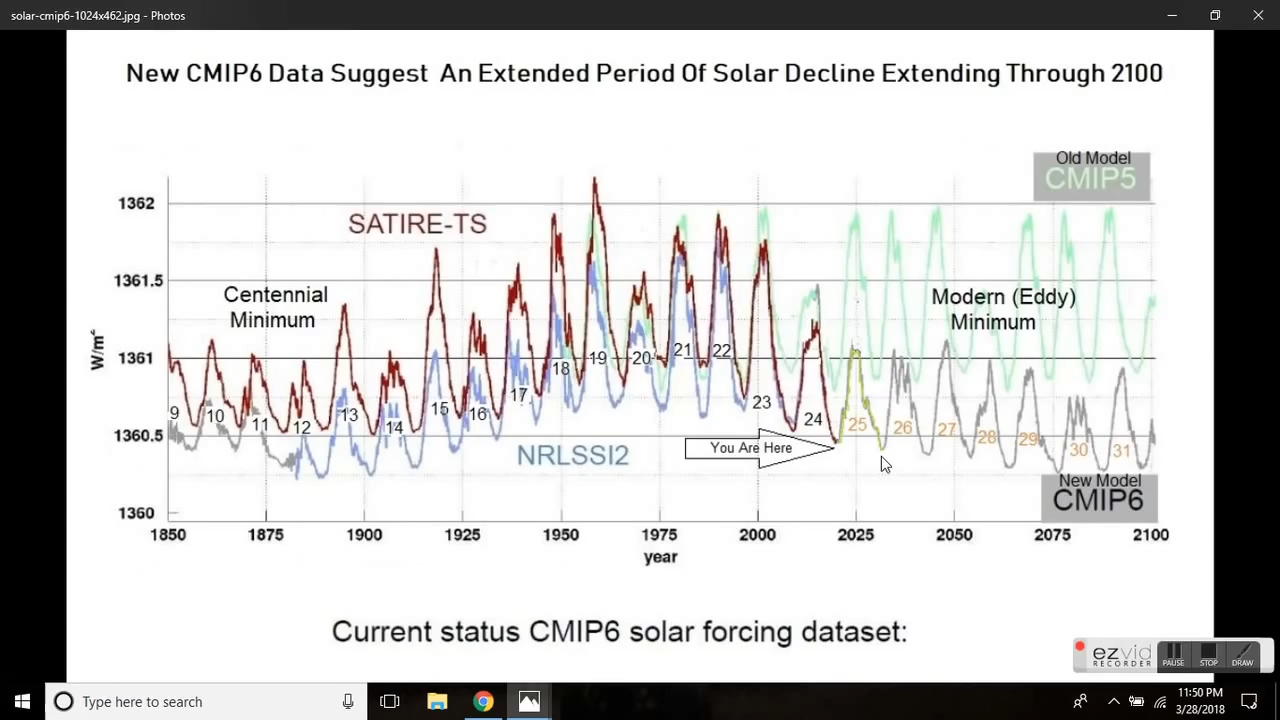 solar-cmip6-1024x462.jpg - Photos
New CMIP6 Data Suggest An Extended Period Of Solar Decline Extending Through 2100
Old Model
CMIP5
1362
SATIRE-TS
1361.5
Centennial
Minimum
Modern (Eddy)
Minimum
W/m²
1361
9 10 11 12 13 14 15 16 17 18 19 20 21 22 23 24 25 26 27 28 29 30 31
1360.5
You Are Here
NRLSSI2
New Model
CMIP6
1360
1850 1875 1900 1925 1950 1975 2000 2025 2050 2075 2100
year
Current status CMIP6 solar forcing dataset:
ezvid
RECORDER
PAUSE STOP DRAW
Type here to search
11:50 PM
3/28/2018